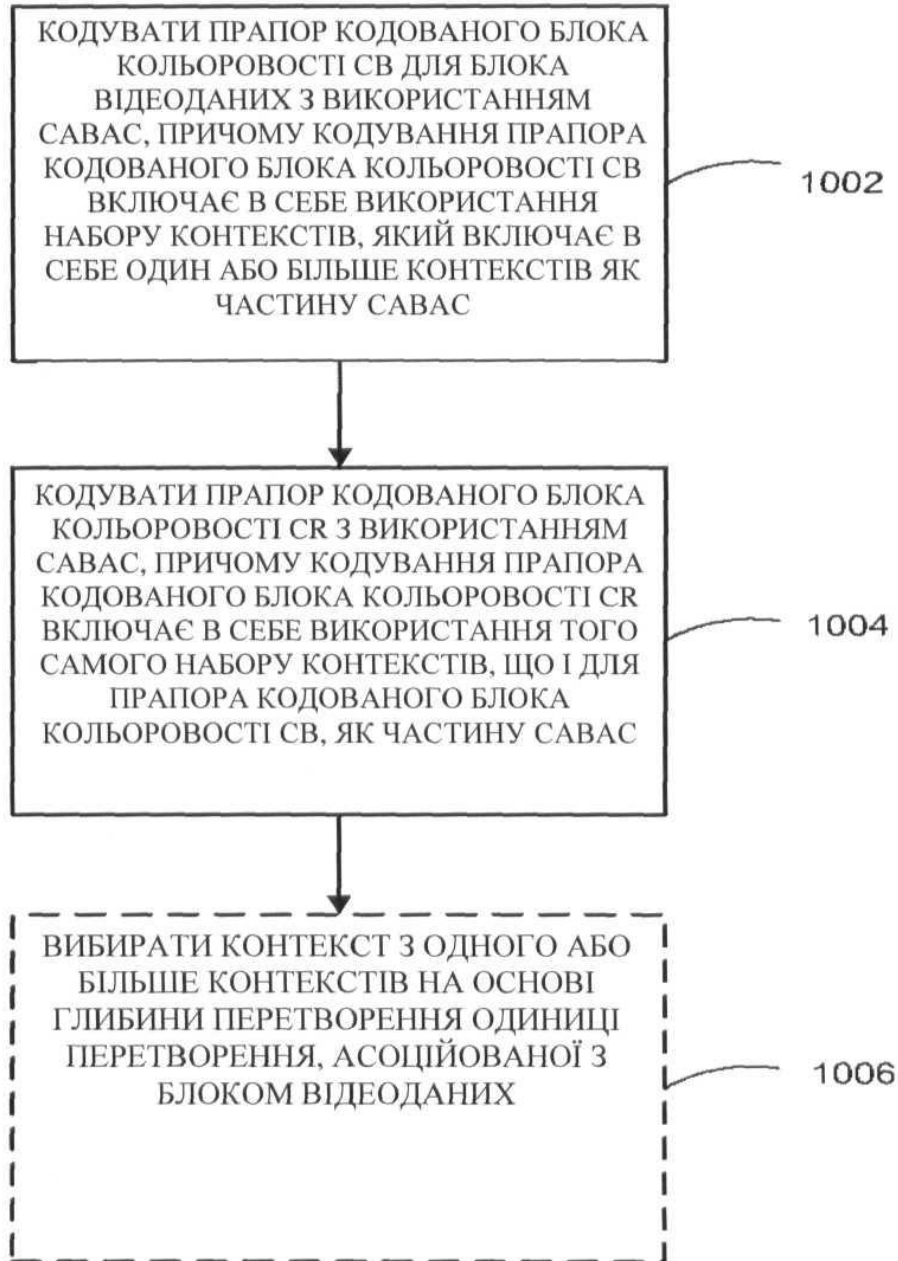 КОДУВАТИ ПРАПОР КОДОВАНОГО БЛОКА
КОЛЬОРОВОСТІ CB ДЛЯ БЛОКА
ВІДЕОДАНИХ З ВИКОРИСТАННЯМ
CABAC, ПРИЧОМУ КОДУВАННЯ ПРАПОРА
КОДОВАНОГО БЛОКА КОЛЬОРОВОСТІ CB
ВКЛЮЧАЄ В СЕБЕ ВИКОРИСТАННЯ
НАБОРУ КОНТЕКСТІВ, ЯКИЙ ВКЛЮЧАЄ В
СЕБЕ ОДИН АБО БІЛЬШЕ КОНТЕКСТІВ ЯК
ЧАСТИНУ CABAC
1002
КОДУВАТИ ПРАПОР КОДОВАНОГО БЛОКА
КОЛЬОРОВОСТІ CR З ВИКОРИСТАННЯМ
CABAC, ПРИЧОМУ КОДУВАННЯ ПРАПОРА
КОДОВАНОГО БЛОКА КОЛЬОРОВОСТІ CR
ВКЛЮЧАЄ В СЕБЕ ВИКОРИСТАННЯ ТОГО
САМОГО НАБОРУ КОНТЕКСТІВ, ЩО І ДЛЯ
ПРАПОРА КОДОВАНОГО БЛОКА
КОЛЬОРОВОСТІ CB, ЯК ЧАСТИНУ CABAC
1004
ВИБИРАТИ КОНТЕКСТ З ОДНОГО АБО
БІЛЬШЕ КОНТЕКСТІВ НА ОСНОВІ
ГЛИБИНИ ПЕРЕТВОРЕННЯ ОДИНИЦІ
ПЕРЕТВОРЕННЯ, АСОЦІЙОВАНОЇ З
БЛОКОМ ВІДЕОДАНИХ
1006